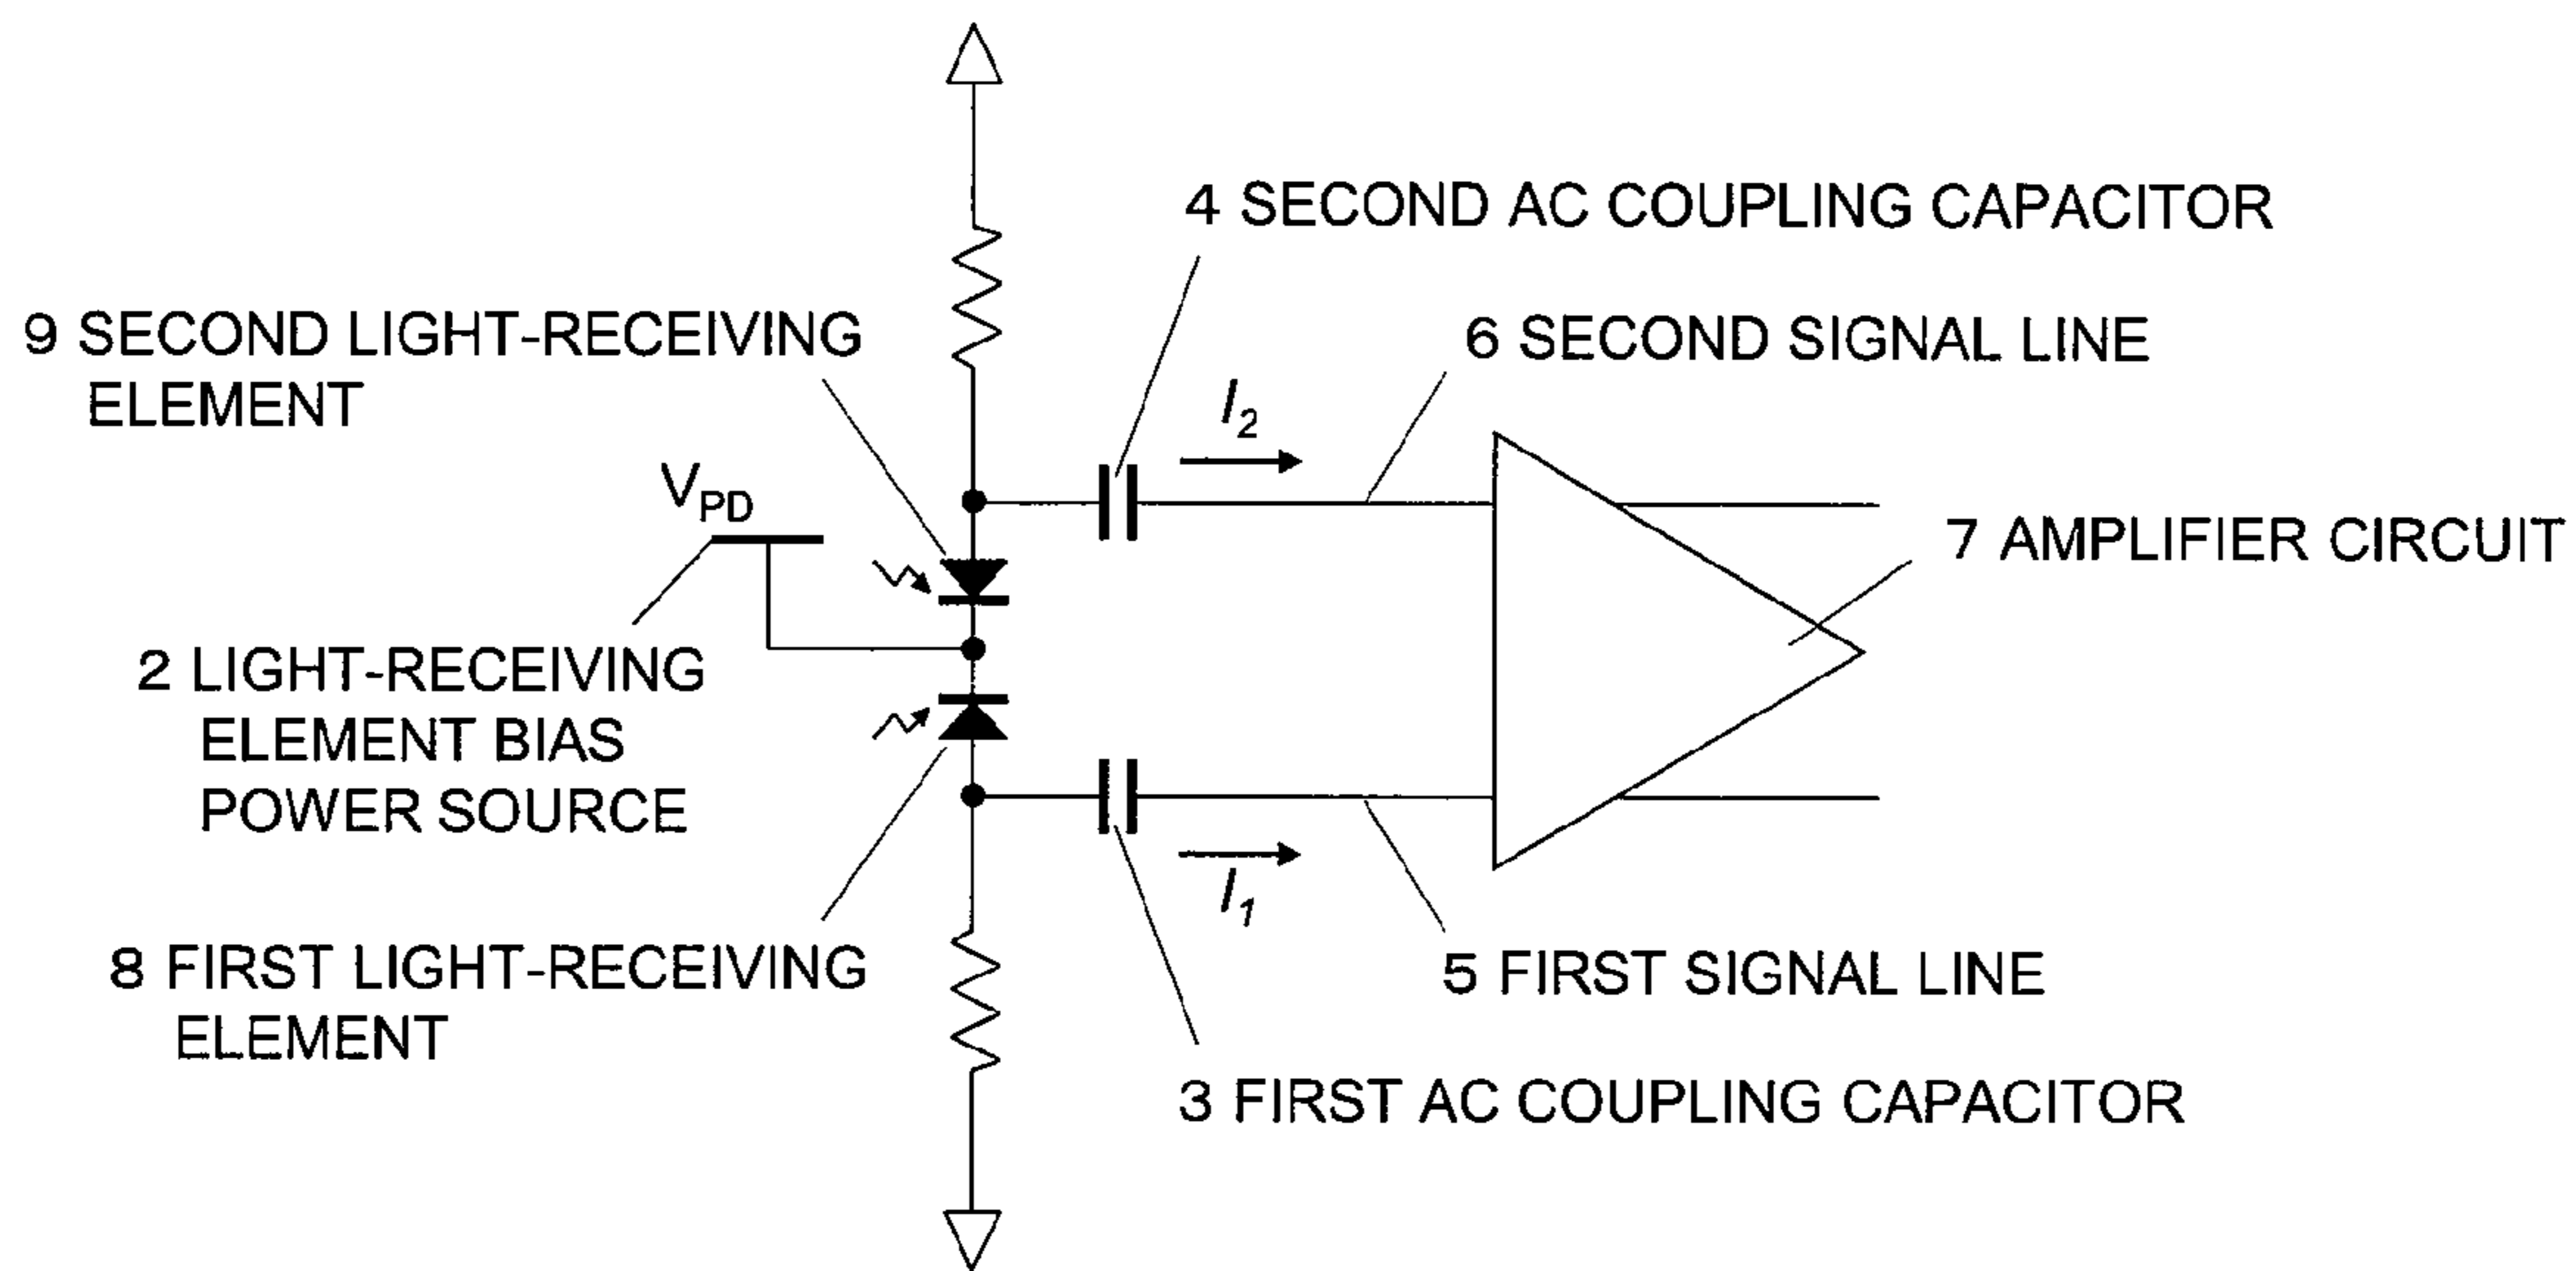 4 SECOND AC COUPLING CAPACITOR
9 SECOND LIGHT-RECEIVING
ELEMENT
6 SECOND SIGNAL LINE
I2
VPD
7 AMPLIFIER CIRCUIT
2 LIGHT-RECEIVING
ELEMENT BIAS
POWER SOURCE
I1
8 FIRST LIGHT-RECEIVING
ELEMENT
5 FIRST SIGNAL LINE
3 FIRST AC COUPLING CAPACITOR